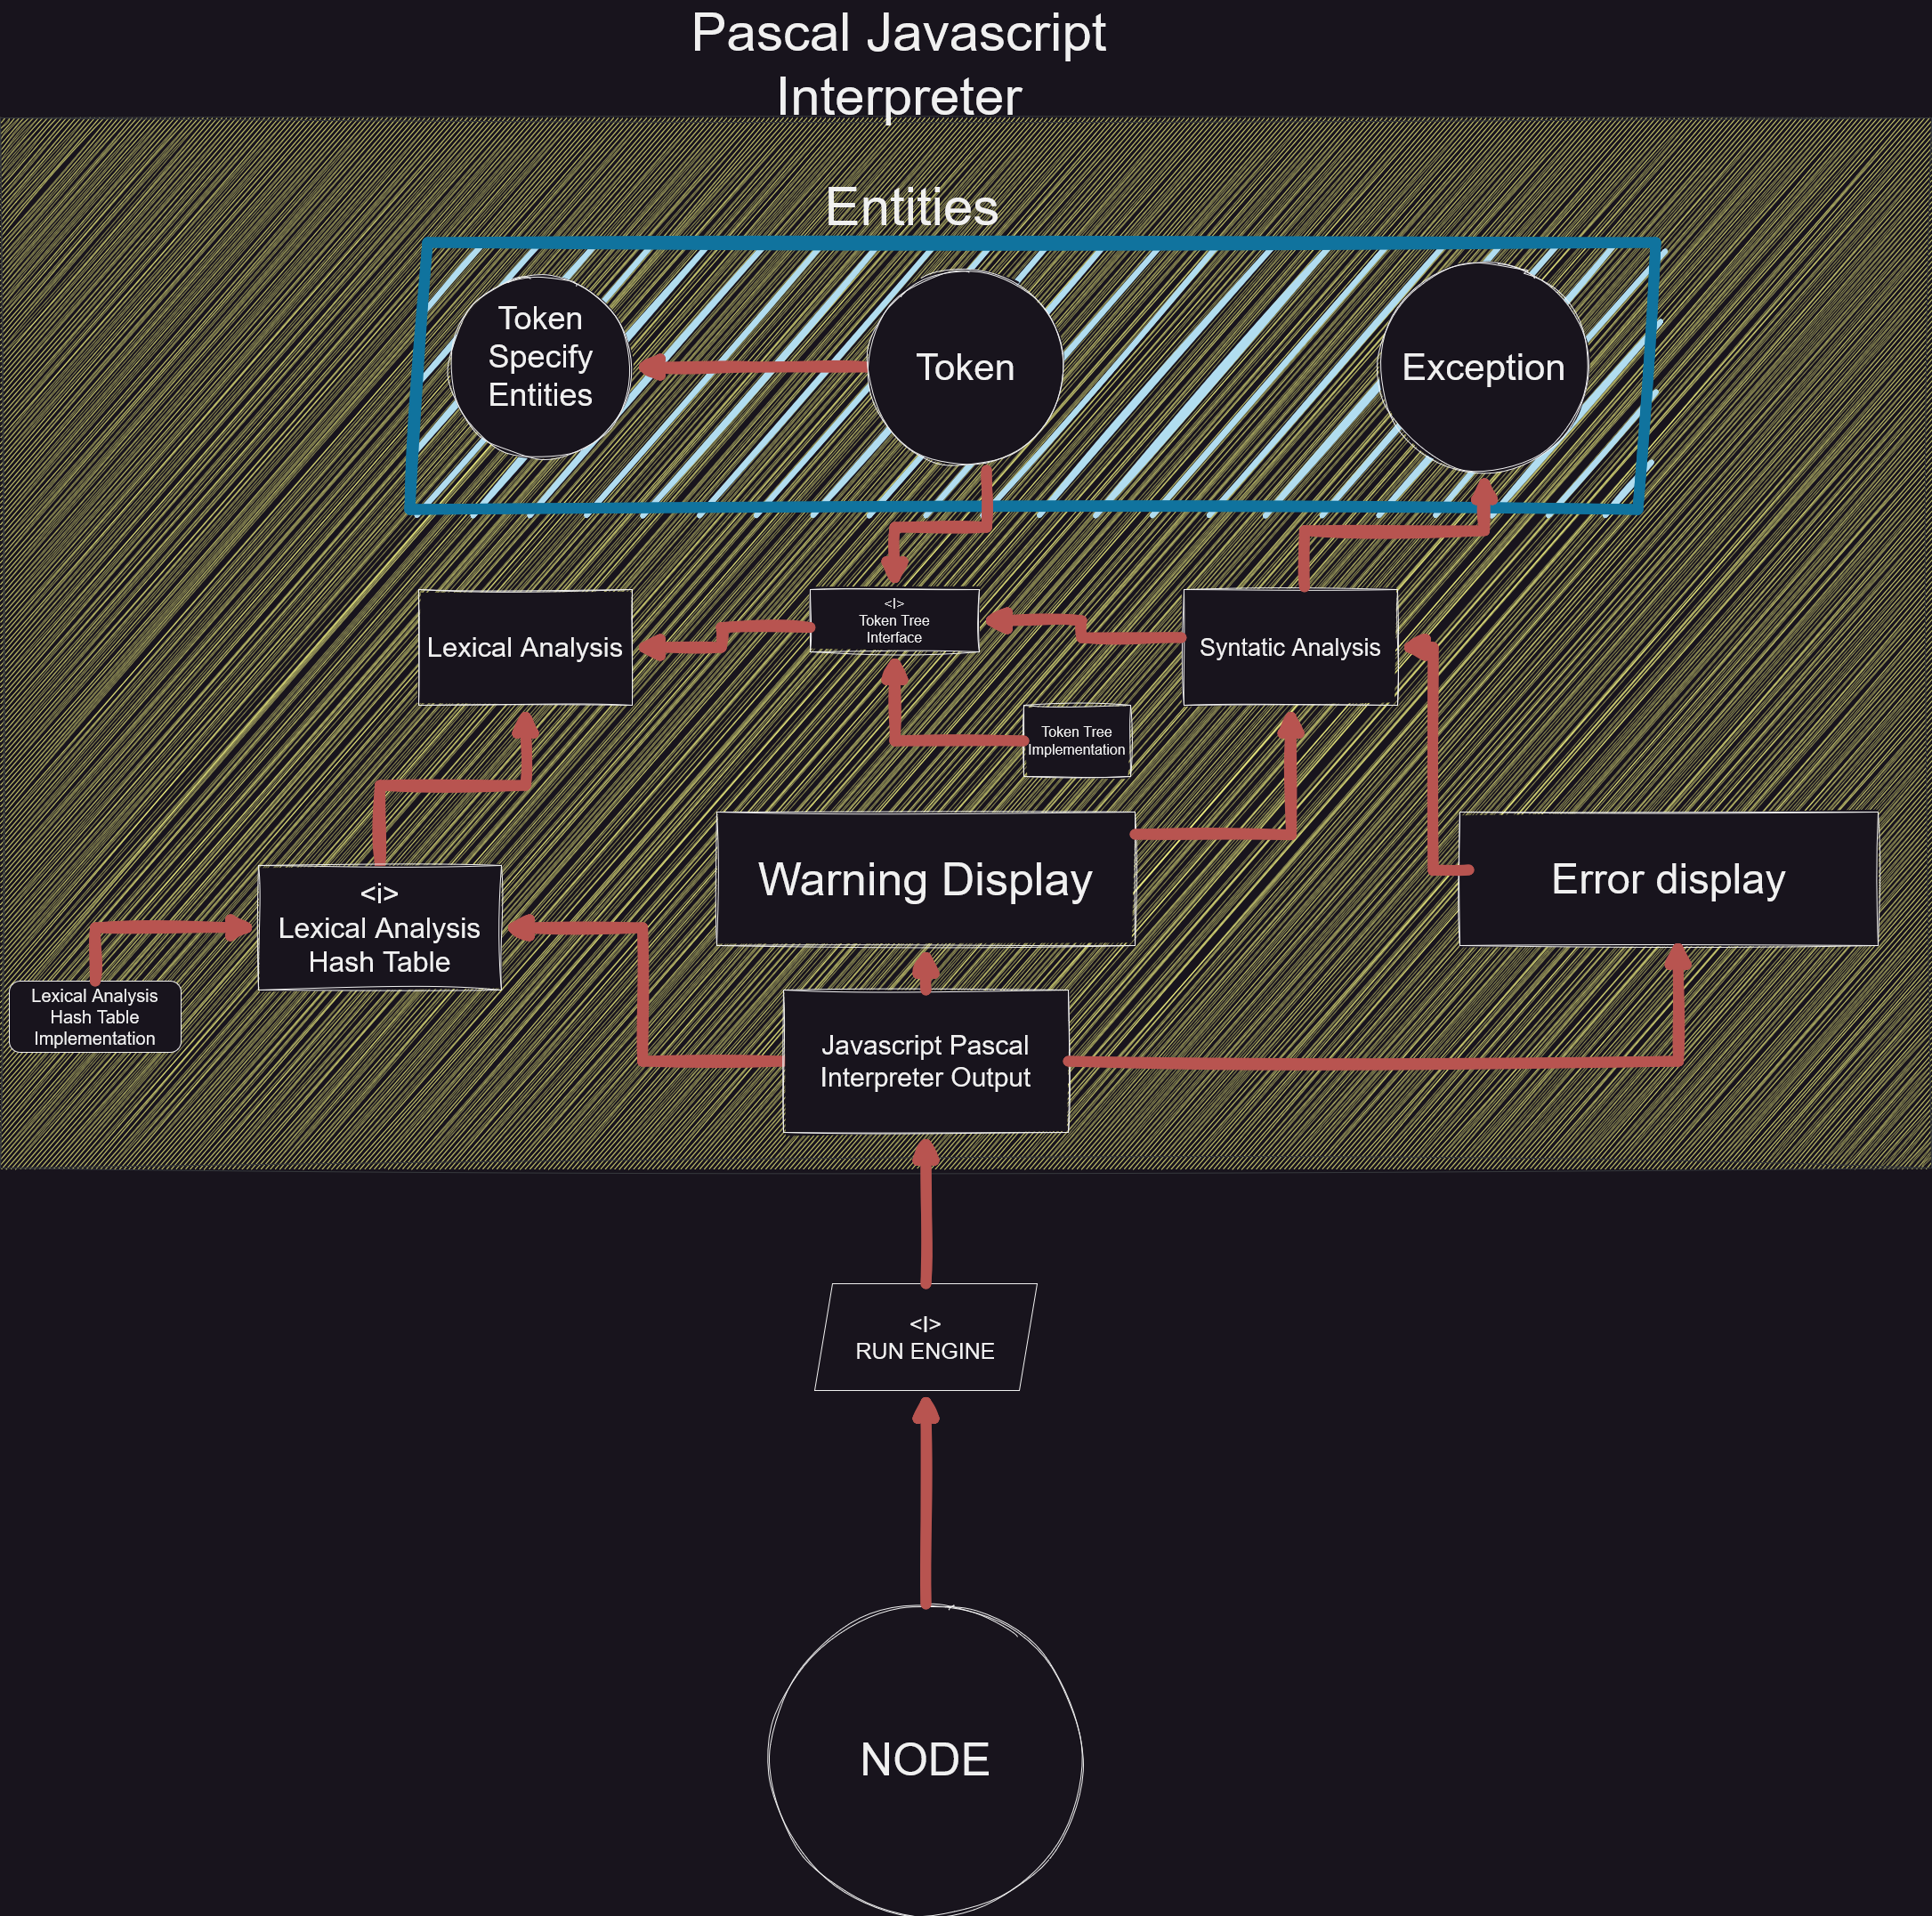 Pascal Javascript
Interpreter
Entities
Token
Specify
Entities
Token
Exception
Lexical Analysis
<I>
Token Tree
Interface
Syntatic Analysis
Token Tree
Implementation
Warning Display
Error display
<i>
Lexical Analysis
Hash Table
Lexical Analysis
Hash Table
Implementation
Javascript Pascal
Interpreter Output
<I>
RUN ENGINE
NODE